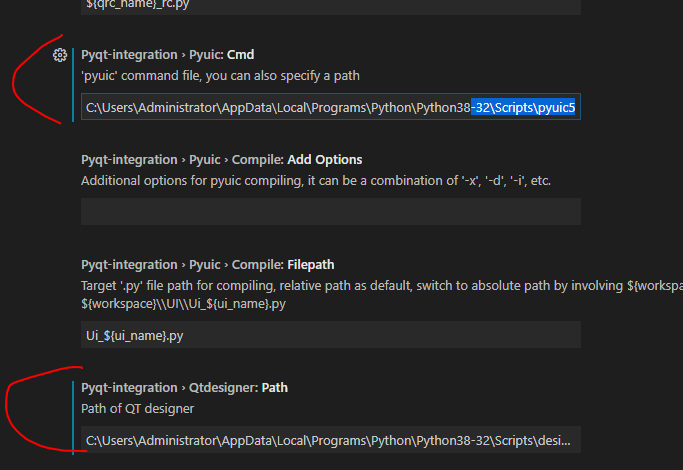 ${qrc_name}_rc.py
Pyqt-integration › Pyuic: Cmd
'pyuic' command file, you can also specify a path
C:\Users\Administrator\AppData\Local\Programs\Python\Python38-32\Scripts\pyuic5
Pyqt-integration › Pyuic › Compile: Add Options
Additional options for pyuic compiling, it can be a combination of '-x', '-d', '-i', etc.
Pyqt-integration › Pyuic › Compile: Filepath
Target '.py' file path for compiling, relative path as default, switch to absolute path by involving ${workspa
${workspace}\\UI\\Ui_${ui_name}.py
Ui_${ui_name}.py
Pyqt-integration › Qtdesigner: Path
Path of QT designer
C:\Users\Administrator\AppData\Local\Programs\Python\Python38-32\Scripts\desi...